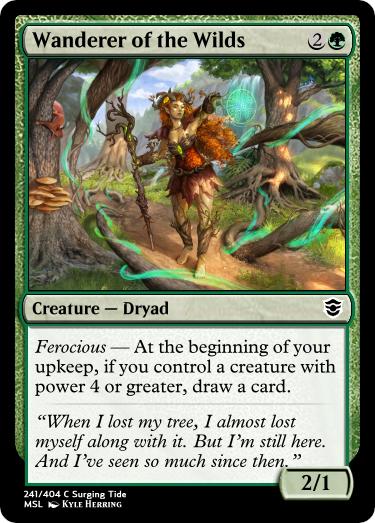 Wanderer of the Wilds 2
Creature — Dryad
Ferocious — At the beginning of your
upkeep, if you control a creature with
power 4 or greater, draw a card.
“When I lost my tree, I almost lost
myself along with it. But I’m still here.
And I’ve seen so much since then.”
2/1
241/404 C Surging Tide
MSL Kyle Herring